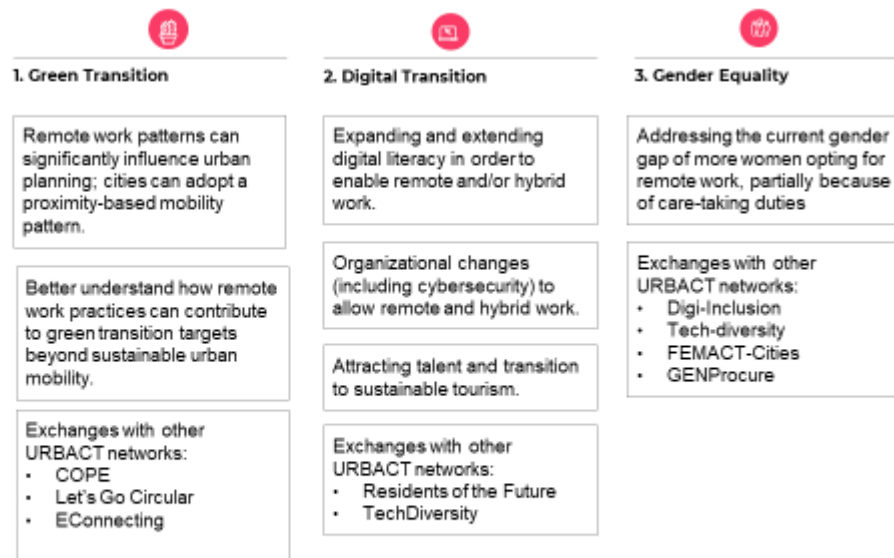 1. Green Transition
Remote work patterns can
significantly influence urban
planning; cities can adopt a
proximity-based mobility
pattern.
Better understand how remote
work practices can contribute
to green transition targets
beyond sustainable urban
mobility.
Exchanges with other
URBACT networks:
• COPE
• Let's Go Circular
• EConnecting
2. Digital Transition
Expanding and extending
digital literacy in order to
enable remote and/or hybrid
work.
Organizational changes
(including cybersecurity) to
allow remote and hybrid work.
Attracting talent and transition
to sustainable tourism.
Exchanges with other
URBACT networks:
• Residents of the Future
• TechDiversity
3. Gender Equality
Addressing the current gender
gap of more women opting for
remote work, partially because
of care-taking duties
Exchanges with other
URBACT networks:
• Digi-Inclusion
• Tech-diversity
• FEMACT-Cities
• GENProcure